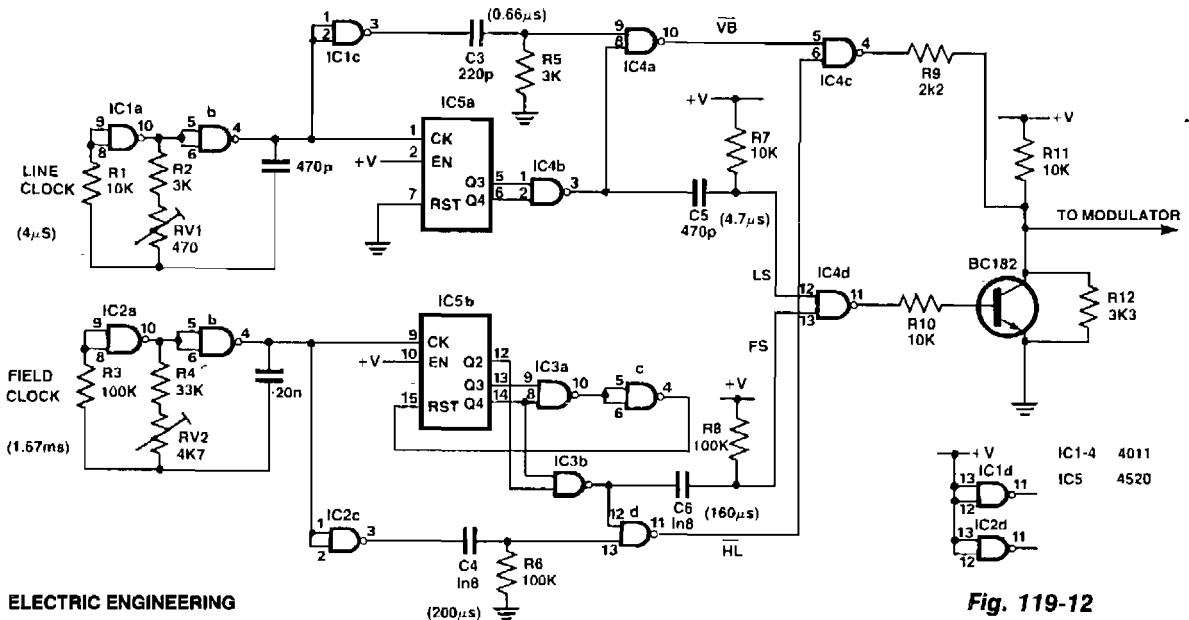 (0.66µs)
1
2
3
IC1c
C3
220p
R5
3K
9
8
10
IC4a
VB
5
6
4
IC4c
R9
2k2
IC1a
9
8
10
b
5
6
4
R1
10K
R2
3K
RV1
470
470p
LINE
CLOCK
(4µS)
IC5a
1
CK
+V
2
EN
7
RST
Q3
5
Q4
6
IC4b
1
2
3
+V
R7
10K
C5
470p
(4.7µs)
+V
R11
10K
TO MODULATOR
BC182
R12
3K3
LS
IC4d
12
13
11
R10
10K
FS
IC2a
9
8
10
b
5
6
4
R3
100K
R4
33K
RV2
4K7
20n
FIELD
CLOCK
(1.67ms)
IC5b
9
CK
+V
10
EN
15
RST
Q2
12
Q3
13
Q4
14
IC3a
9
8
10
c
5
6
4
+V
R8
100K
IC3b
C6
1n8
(160µs)
12
d
13
11
HL
IC2c
1
2
3
C4
1n8
R6
100K
(200µs)
+V
IC1d
13
12
11
IC2d
13
12
11
IC1-4 4011
IC5 4520
ELECTRIC ENGINEERING
Fig. 119-12